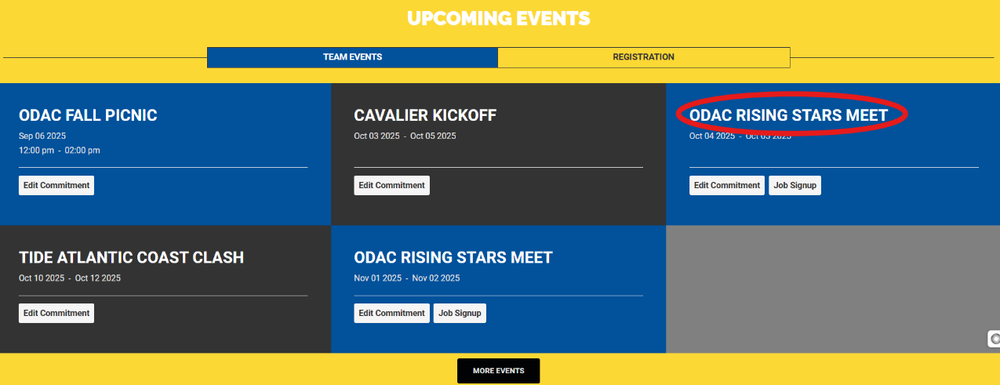 UPCOMING EVENTS
TEAM EVENTS
REGISTRATION
ODAC FALL PICNIC
Sep 06 2025
12:00 pm - 02:00 pm
Edit Commitment
CAVALIER KICKOFF
Oct 03 2025 - Oct 05 2025
Edit Commitment
ODAC RISING STARS MEET
Oct 04 2025 - Oct 05 2025
Edit Commitment Job Signup
TIDE ATLANTIC COAST CLASH
Oct 10 2025 - Oct 12 2025
Edit Commitment
ODAC RISING STARS MEET
Nov 01 2025 - Nov 02 2025
Edit Commitment Job Signup
MORE EVENTS